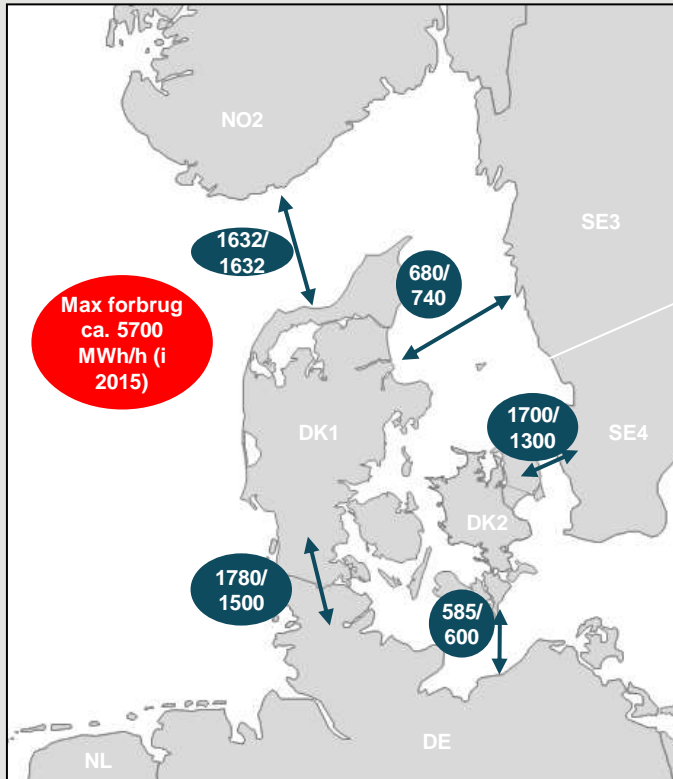 NO2
SE3
1632/
1632
680/
740
Max forbrug
ca. 5700
MWh/h (i
2015)
1700/
1300
DK1
SE4
DK2
1780/
1500
585/
600
DE
NL